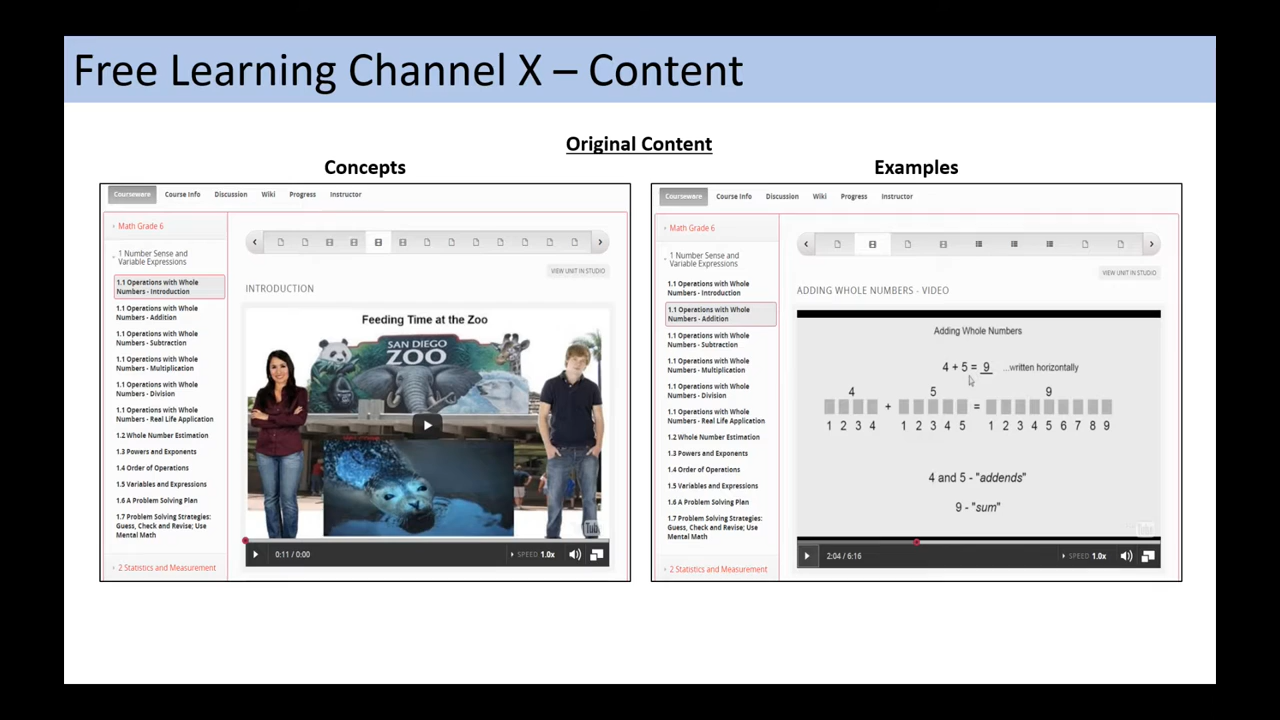 Free Learning Channel X – Content
Original Content
Concepts
Courseware Course Info Discussion Wiki Progress Instructor
Math Grade 6
1 Number Sense and
Variable Expressions
1.1 Operations with Whole
Numbers - Introduction
1.1 Operations with Whole
Numbers - Addition
1.1 Operations with Whole
Numbers - Subtraction
1.1 Operations with Whole
Numbers - Multiplication
1.1 Operations with Whole
Numbers - Division
1.1 Operations with Whole
Numbers - Real Life Application
1.2 Whole Number Estimation
1.3 Powers and Exponents
1.4 Order of Operations
1.5 Variables and Expressions
1.6 A Problem Solving Plan
1.7 Problem Solving Strategies:
Guess, Check and Revise; Use
Mental Math
2 Statistics and Measurement
VIEW UNIT IN STUDIO
INTRODUCTION
Feeding Time at the Zoo
SAN DIEGO
ZOO
Tub
0:11 / 0:00
SPEED 1.0x
Examples
Courseware Course Info Discussion Wiki Progress Instructor
Math Grade 6
1 Number Sense and
Variable Expressions
1.1 Operations with Whole
Numbers - Introduction
1.1 Operations with Whole
Numbers - Addition
1.1 Operations with Whole
Numbers - Subtraction
1.1 Operations with Whole
Numbers - Multiplication
1.1 Operations with Whole
Numbers - Division
1.1 Operations with Whole
Numbers - Real Life Application
1.2 Whole Number Estimation
1.3 Powers and Exponents
1.4 Order of Operations
1.5 Variables and Expressions
1.6 A Problem Solving Plan
1.7 Problem Solving Strategies:
Guess, Check and Revise; Use
Mental Math
2 Statistics and Measurement
VIEW UNIT IN STUDIO
ADDING WHOLE NUMBERS - VIDEO
Adding Whole Numbers
4 + 5 = 9 ...written horizontally
4 5 9
+ =
1 2 3 4 1 2 3 4 5 1 2 3 4 5 6 7 8 9
4 and 5 - "addends"
9 - "sum"
Tub
2:04 / 6:16
SPEED 1.0x